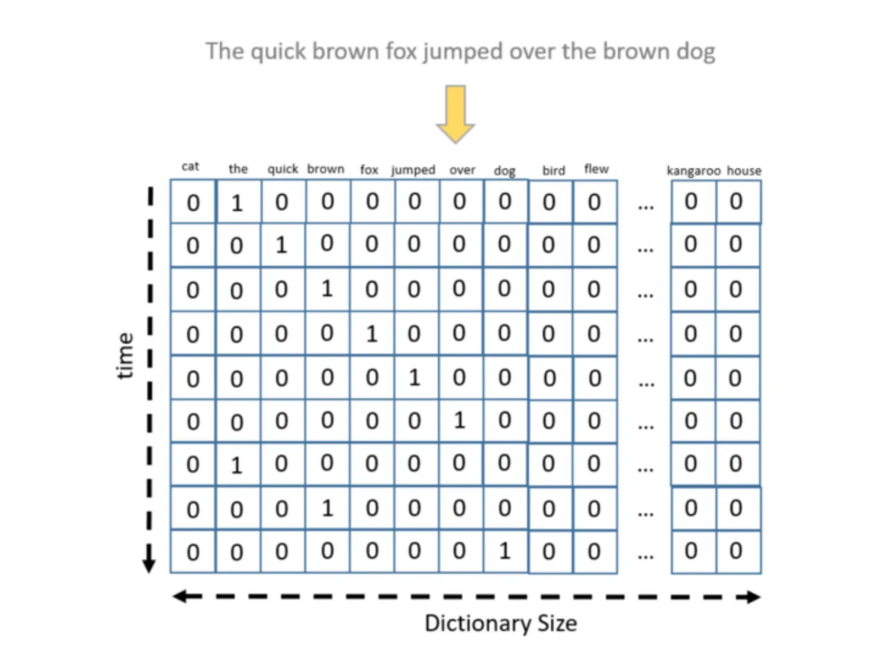 The quick brown fox jumped over the brown dog
cat the quick brown fox jumped over dog bird flew kangaroo house
0 1 0 0 0 0 0 0 0 0 ... 0 0
0 0 1 0 0 0 0 0 0 0 ... 0 0
0 0 0 1 0 0 0 0 0 0 ... 0 0
0 0 0 0 1 0 0 0 0 0 ... 0 0
0 0 0 0 0 1 0 0 0 0 ... 0 0
0 0 0 0 0 0 1 0 0 0 ... 0 0
0 1 0 0 0 0 0 0 0 0 ... 0 0
0 0 0 1 0 0 0 0 0 0 ... 0 0
0 0 0 0 0 0 0 1 0 0 ... 0 0
time
Dictionary Size